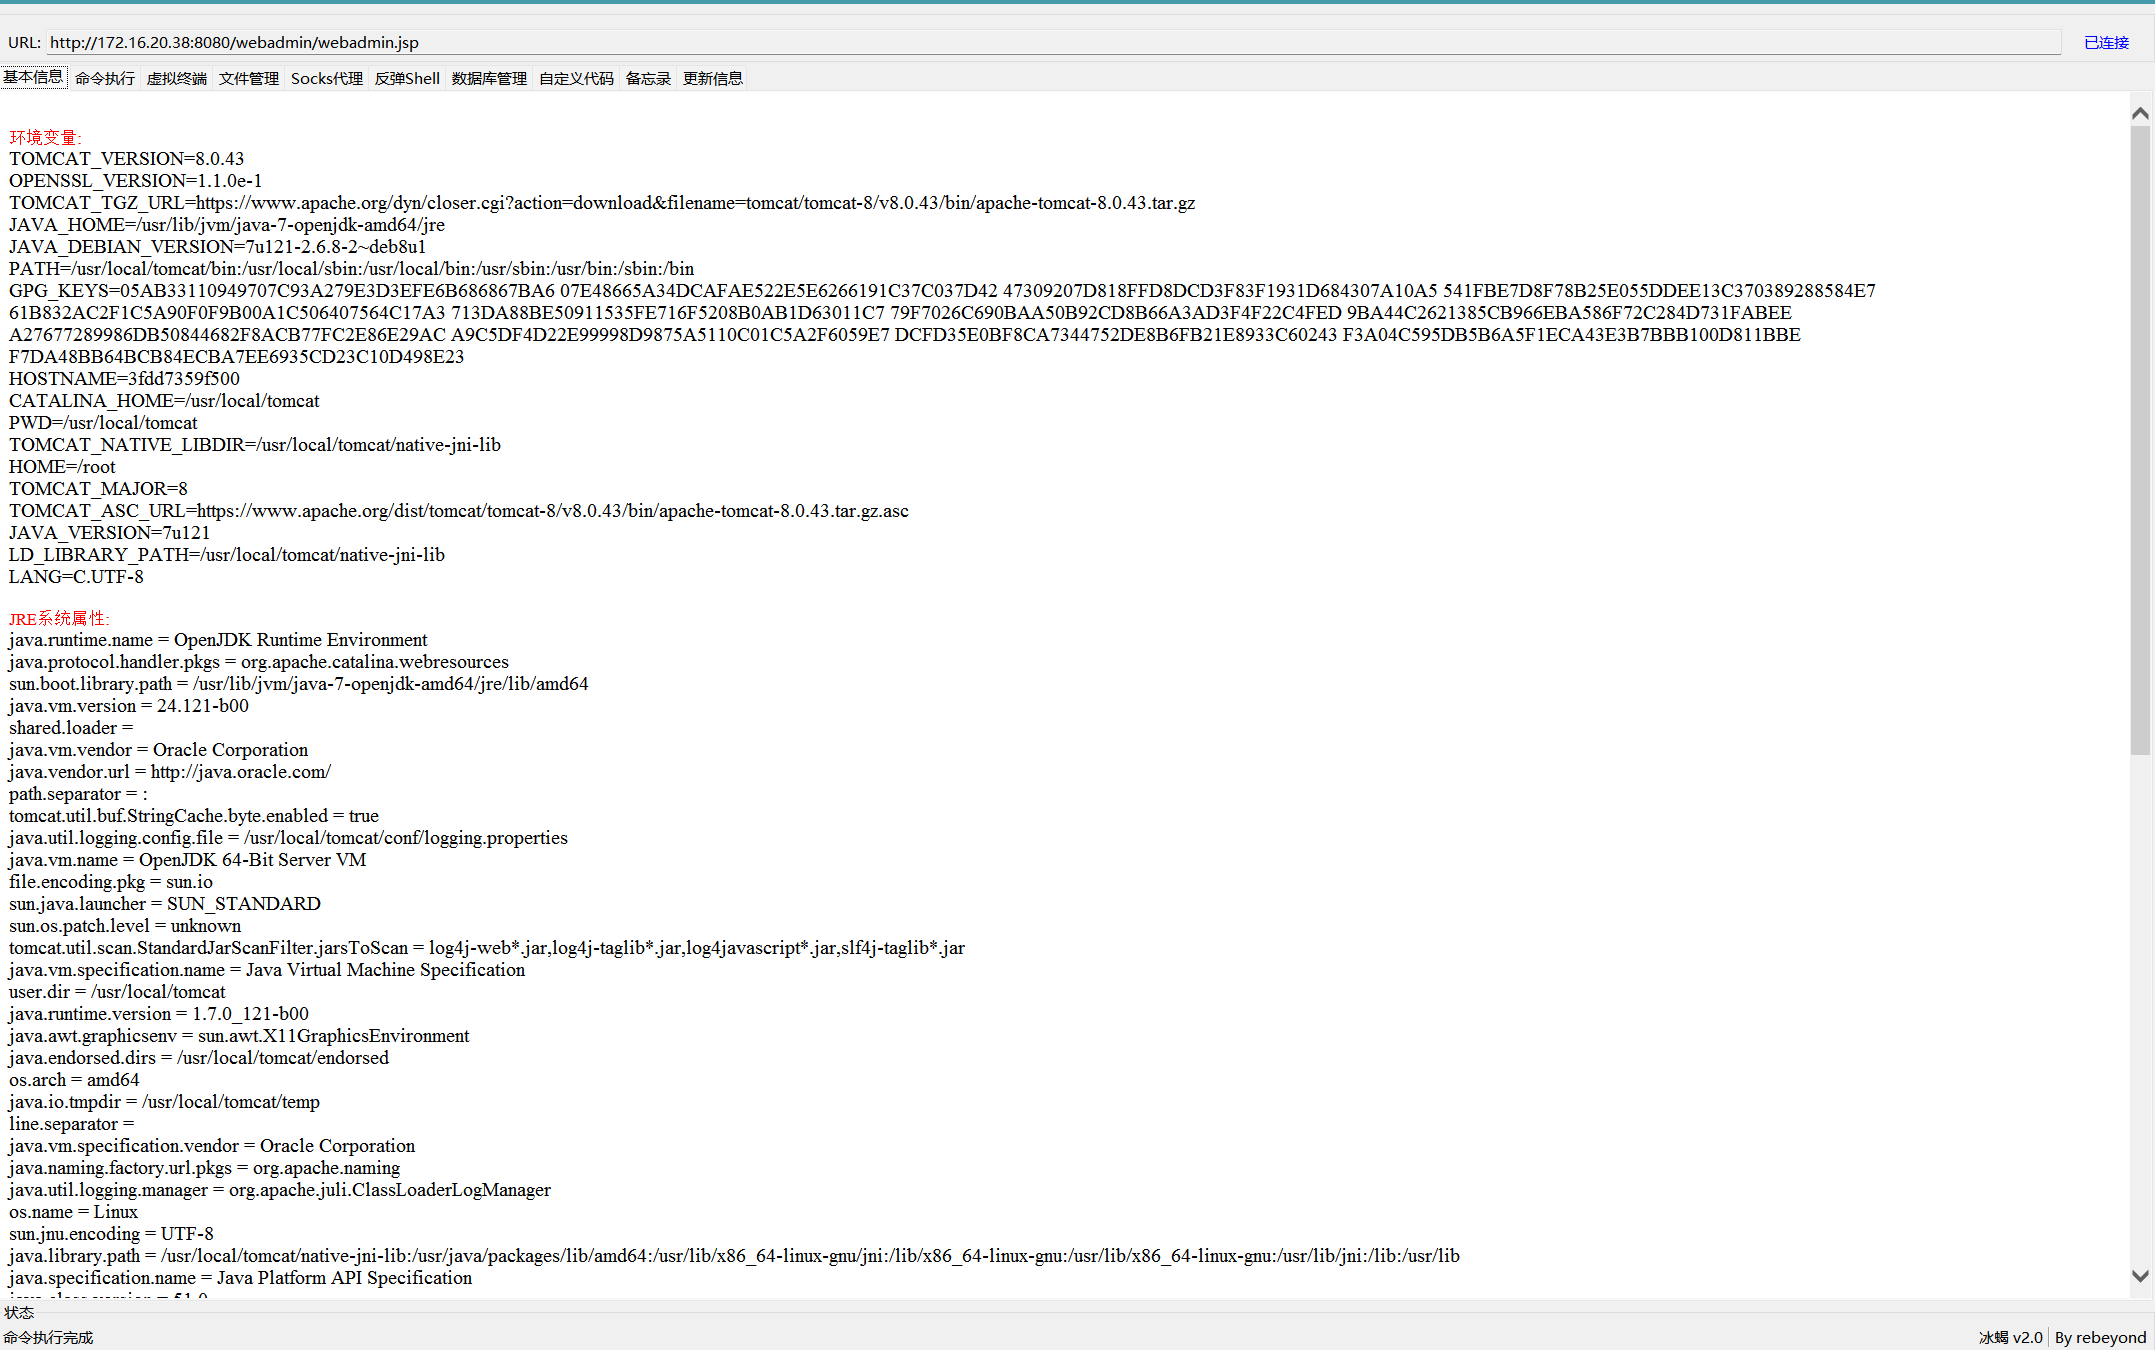 URL: http://172.16.20.38:8080/webadmin/webadmin.jsp 已连接
基本信息 命令执行 虚拟终端 文件管理 Socks代理 反弹Shell 数据库管理 自定义代码 备忘录 更新信息
环境变量:
TOMCAT_VERSION=8.0.43
OPENSSL_VERSION=1.1.0e-1
TOMCAT_TGZ_URL=https://www.apache.org/dyn/closer.cgi?action=download&filename=tomcat/tomcat-8/v8.0.43/bin/apache-tomcat-8.0.43.tar.gz
JAVA_HOME=/usr/lib/jvm/java-7-openjdk-amd64/jre
JAVA_DEBIAN_VERSION=7u121-2.6.8-2~deb8u1
PATH=/usr/local/tomcat/bin:/usr/local/sbin:/usr/local/bin:/usr/sbin:/usr/bin:/sbin:/bin
GPG_KEYS=05AB33110949707C93A279E3D3EFE6B686867BA6 07E48665A34DCAFAE522E5E6266191C37C037D42 47309207D818FFD8DCD3F83F1931D684307A10A5 541FBE7D8F78B25E055DDEE13C370389288584E7
61B832AC2F1C5A90F0F9B00A1C506407564C17A3 713DA88BE50911535FE716F5208B0AB1D63011C7 79F7026C690BAA50B92CD8B66A3AD3F4F22C4FED 9BA44C2621385CB966EBA586F72C284D731FABEE
A27677289986DB50844682F8ACB77FC2E86E29AC A9C5DF4D22E99998D9875A5110C01C5A2F6059E7 DCFD35E0BF8CA7344752DE8B6FB21E8933C60243 F3A04C595DB5B6A5F1ECA43E3B7BBB100D811BBE
F7DA48BB64BCB84ECBA7EE6935CD23C10D498E23
HOSTNAME=3fdd7359f500
CATALINA_HOME=/usr/local/tomcat
PWD=/usr/local/tomcat
TOMCAT_NATIVE_LIBDIR=/usr/local/tomcat/native-jni-lib
HOME=/root
TOMCAT_MAJOR=8
TOMCAT_ASC_URL=https://www.apache.org/dist/tomcat/tomcat-8/v8.0.43/bin/apache-tomcat-8.0.43.tar.gz.asc
JAVA_VERSION=7u121
LD_LIBRARY_PATH=/usr/local/tomcat/native-jni-lib
LANG=C.UTF-8
JRE系统属性:
java.runtime.name = OpenJDK Runtime Environment
java.protocol.handler.pkgs = org.apache.catalina.webresources
sun.boot.library.path = /usr/lib/jvm/java-7-openjdk-amd64/jre/lib/amd64
java.vm.version = 24.121-b00
shared.loader =
java.vm.vendor = Oracle Corporation
java.vendor.url = http://java.oracle.com/
path.separator = :
tomcat.util.buf.StringCache.byte.enabled = true
java.util.logging.config.file = /usr/local/tomcat/conf/logging.properties
java.vm.name = OpenJDK 64-Bit Server VM
file.encoding.pkg = sun.io
sun.java.launcher = SUN_STANDARD
sun.os.patch.level = unknown
tomcat.util.scan.StandardJarScanFilter.jarsToScan = log4j-web*.jar,log4j-taglib*.jar,log4javascript*.jar,slf4j-taglib*.jar
java.vm.specification.name = Java Virtual Machine Specification
user.dir = /usr/local/tomcat
java.runtime.version = 1.7.0_121-b00
java.awt.graphicsenv = sun.awt.X11GraphicsEnvironment
java.endorsed.dirs = /usr/local/tomcat/endorsed
os.arch = amd64
java.io.tmpdir = /usr/local/tomcat/temp
line.separator =
java.vm.specification.vendor = Oracle Corporation
java.naming.factory.url.pkgs = org.apache.naming
java.util.logging.manager = org.apache.juli.ClassLoaderLogManager
os.name = Linux
sun.jnu.encoding = UTF-8
java.library.path = /usr/local/tomcat/native-jni-lib:/usr/java/packages/lib/amd64:/usr/lib/x86_64-linux-gnu/jni:/lib/x86_64-linux-gnu:/usr/lib/x86_64-linux-gnu:/usr/lib/jni:/lib:/usr/lib
java.specification.name = Java Platform API Specification
状态
命令执行完成 冰蝎 v2.0 By rebeyond